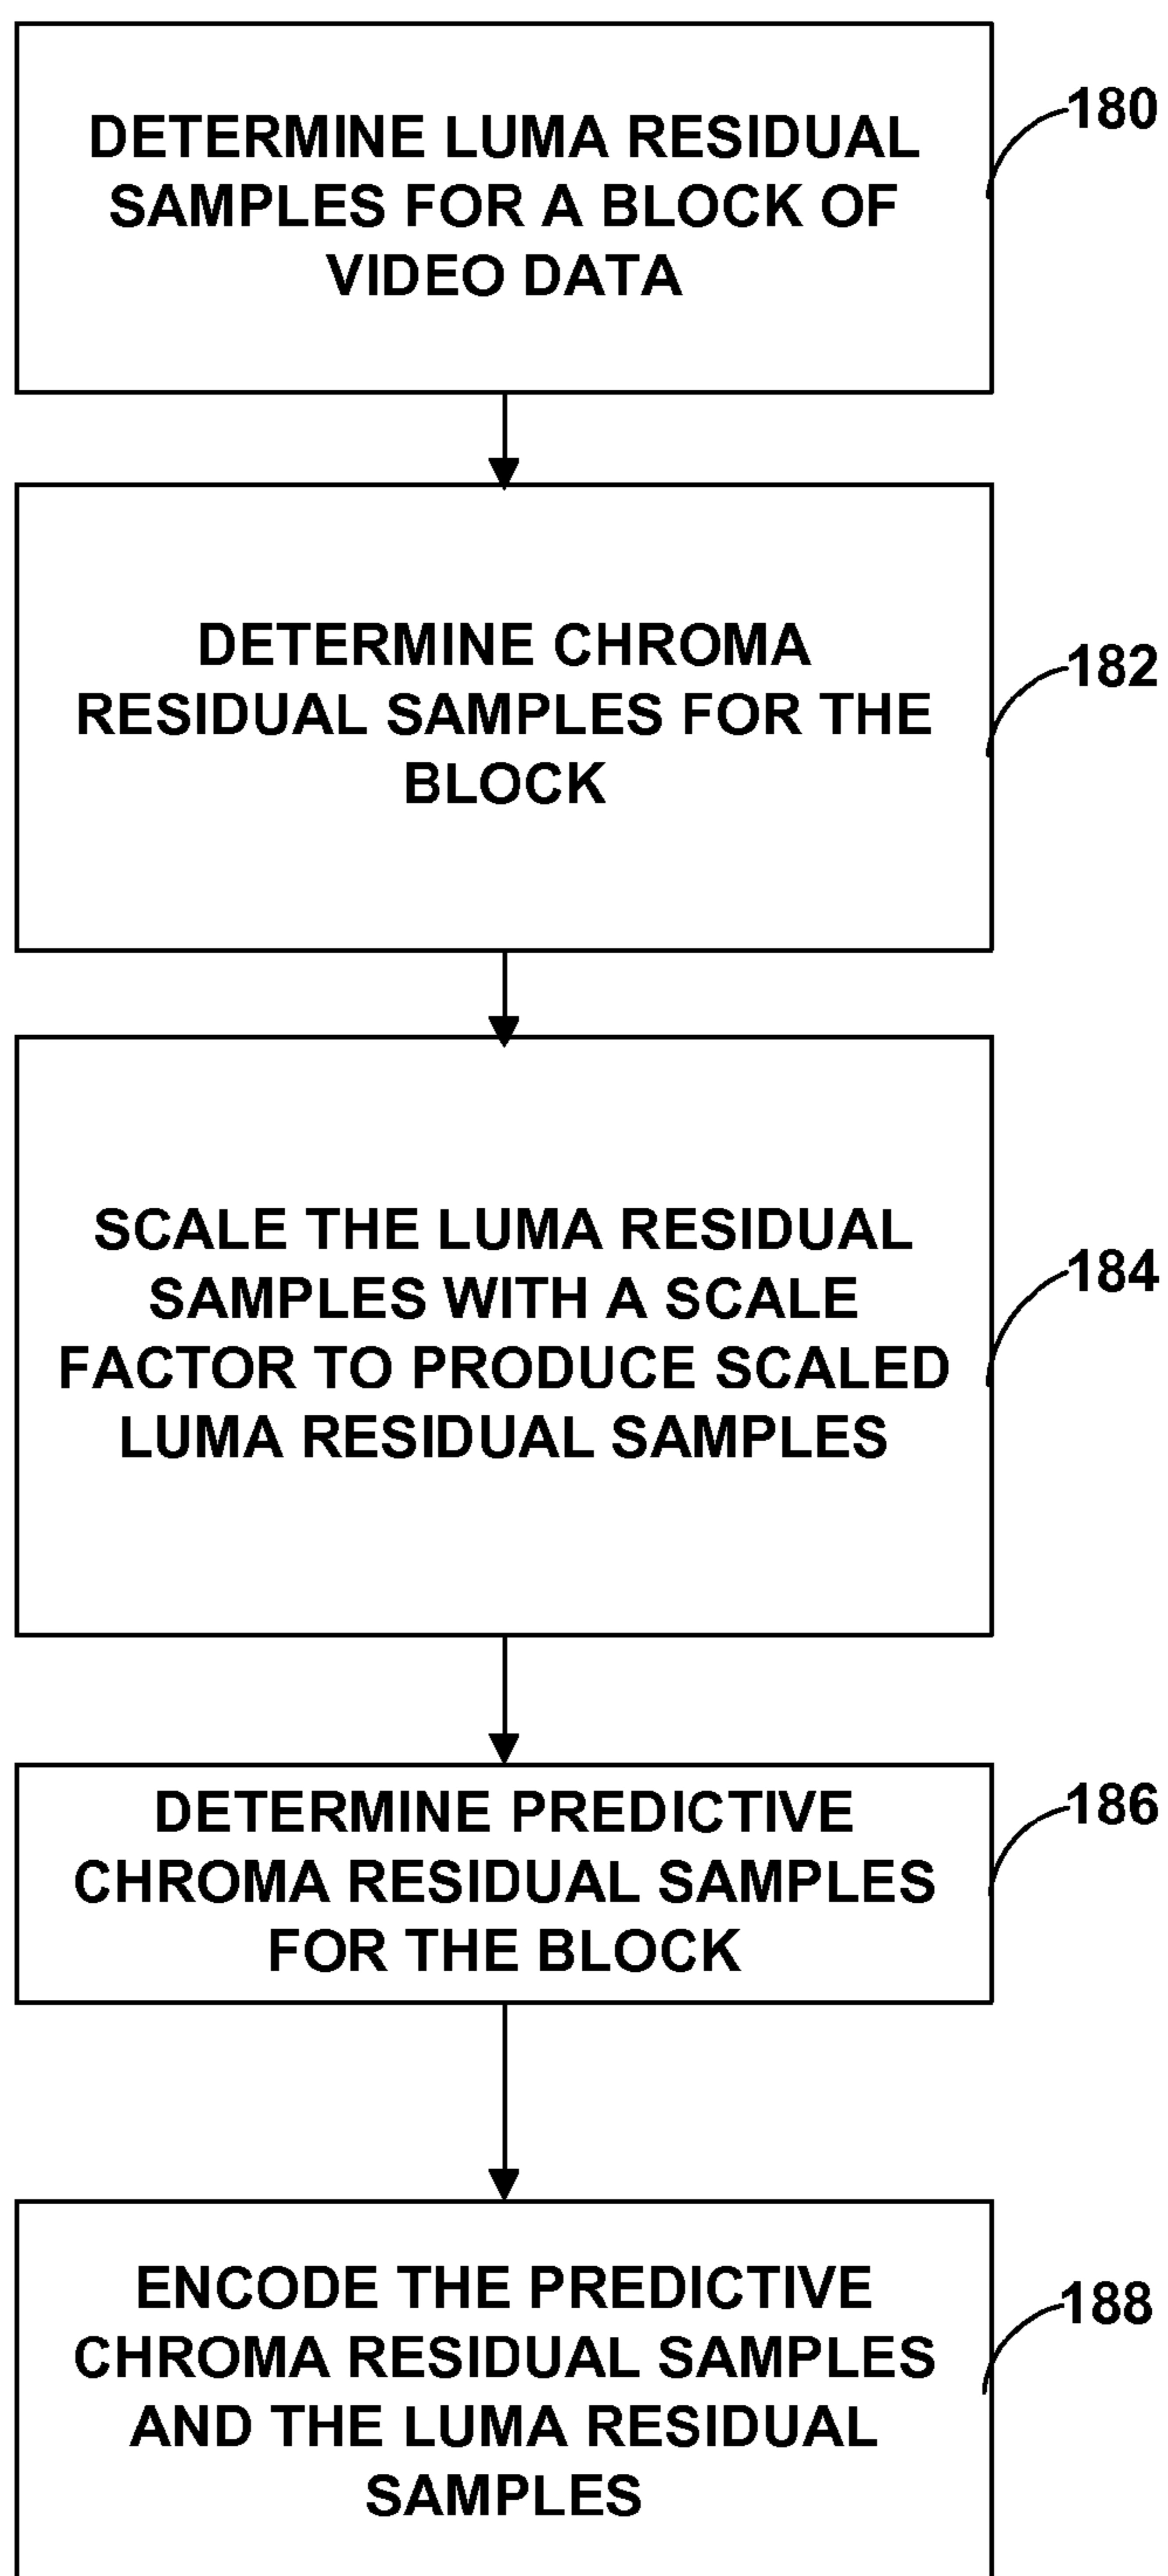 DETERMINE LUMA RESIDUAL
SAMPLES FOR A BLOCK OF
VIDEO DATA
180
DETERMINE CHROMA
RESIDUAL SAMPLES FOR THE
BLOCK
182
SCALE THE LUMA RESIDUAL
SAMPLES WITH A SCALE
FACTOR TO PRODUCE SCALED
LUMA RESIDUAL SAMPLES
184
DETERMINE PREDICTIVE
CHROMA RESIDUAL SAMPLES
FOR THE BLOCK
186
ENCODE THE PREDICTIVE
CHROMA RESIDUAL SAMPLES
AND THE LUMA RESIDUAL
SAMPLES
188